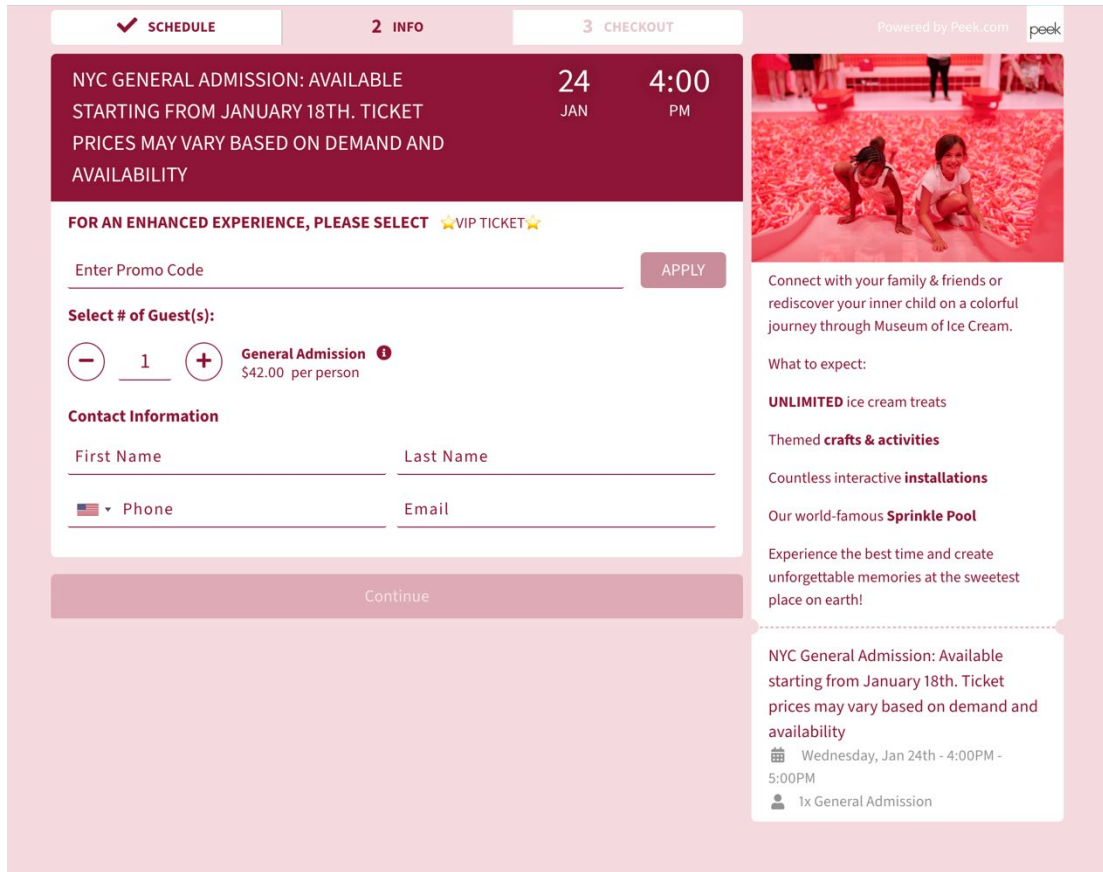 SCHEDULE
2 INFO
3 CHECKOUT
Powered by Peek.com
peek
NYC GENERAL ADMISSION: AVAILABLE
STARTING FROM JANUARY 18TH. TICKET
PRICES MAY VARY BASED ON DEMAND AND
AVAILABILITY
24
JAN
4:00
PM
FOR AN ENHANCED EXPERIENCE, PLEASE SELECT ⭐VIP TICKET⭐
Enter Promo Code
APPLY
Select # of Guest(s):
1
General Admission
$42.00 per person
Contact Information
First Name
Last Name
Phone
Email
Continue
Connect with your family & friends or
rediscover your inner child on a colorful
journey through Museum of Ice Cream.
What to expect:
UNLIMITED ice cream treats
Themed crafts & activities
Countless interactive installations
Our world-famous Sprinkle Pool
Experience the best time and create
unforgettable memories at the sweetest
place on earth!
NYC General Admission: Available
starting from January 18th. Ticket
prices may vary based on demand and
availability
Wednesday, Jan 24th - 4:00PM -
5:00PM
1x General Admission